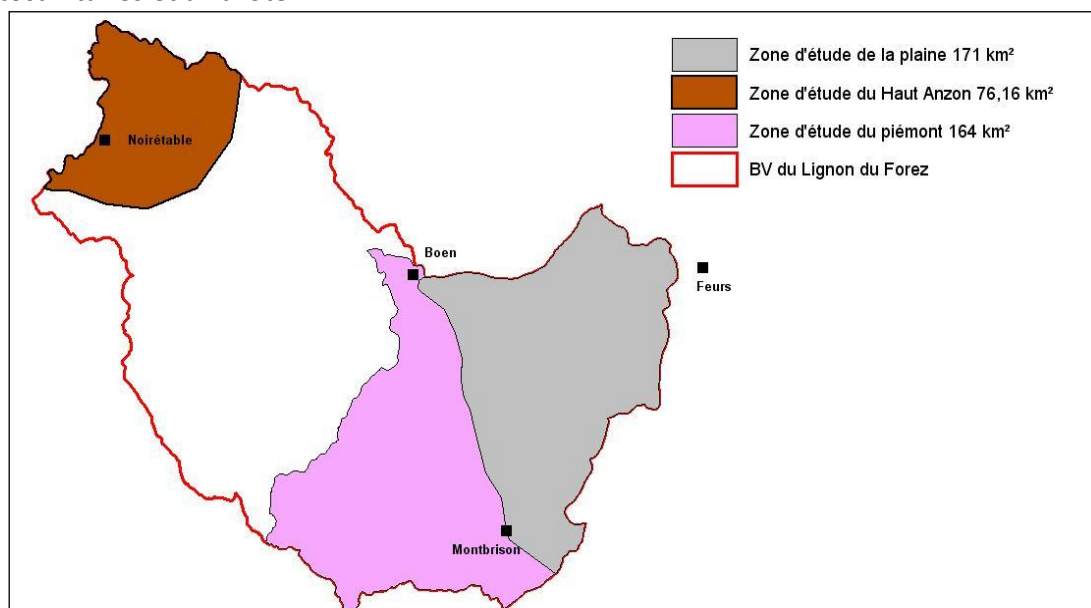 Zone d'étude de la plaine 171 km²
Zone d'étude du Haut Anzon 76,16 km²
Zone d'étude du piémont 164 km²
BV du Lignon du Forez
Noirétable
Boen
Feurs
Montbrison